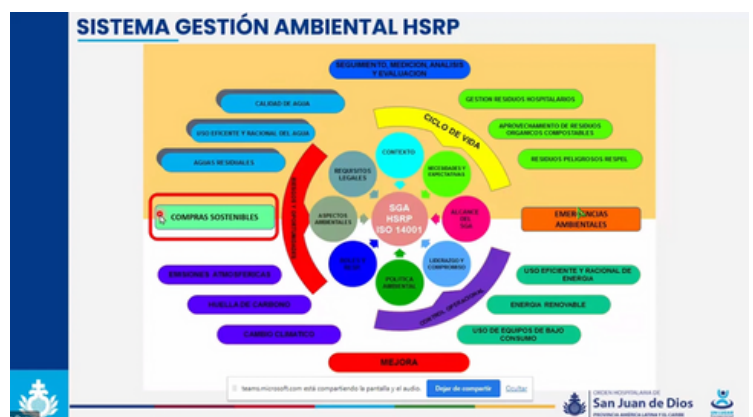 SISTEMA GESTIÓN AMBIENTAL HSRP
SEGUIMIENTO, MEDICION, ANALISIS
Y EVALUACION
CALIDAD DE AGUA
USO EFICENTE Y RACIONAL DEL AGUA
AGUAS RESIDUALES
COMPRAS SOSTENIBLES
EMISIONES ATMOSFERICAS
HUELLA DE CARBONO
CAMBIO CLIMATICO
CICLO DE VIDA
CONTEXTO
REQUISITOS
LEGALES
NECESIDADES Y
EXPECTATIVAS
ASPECTOS
AMBIENTALES
SGA
HSRP
ISO 14001
ALCANCE
DEL
SGA
LIDERAZGO Y
COMPROMISO
POLITICA
AMBIENTAL
CONTROL OPERACIONAL
GESTION RESIDUOS HOSPITALARIOS
APROVECHAMIENTO DE RESIDUOS
ORGANICOS COMPOSTABLES
RESIDUOS PELIGROSOS RESPEL
EMERGENCIAS
AMBIENTALES
USO EFICIENTE Y RACIONAL DE
ENERGIA
ENERGIA RENOVABLE
USO DE EQUIPOS DE BAJO
CONSUMO
MEJORA
teams.microsoft.com está compartiendo la pantalla y el audio.
Dejar de compartir
Ocultar
ORDEN HOSPITALARIA DE
San Juan de Dios
PROVINCIA AMÉRICA LATINA Y EL CARIBE